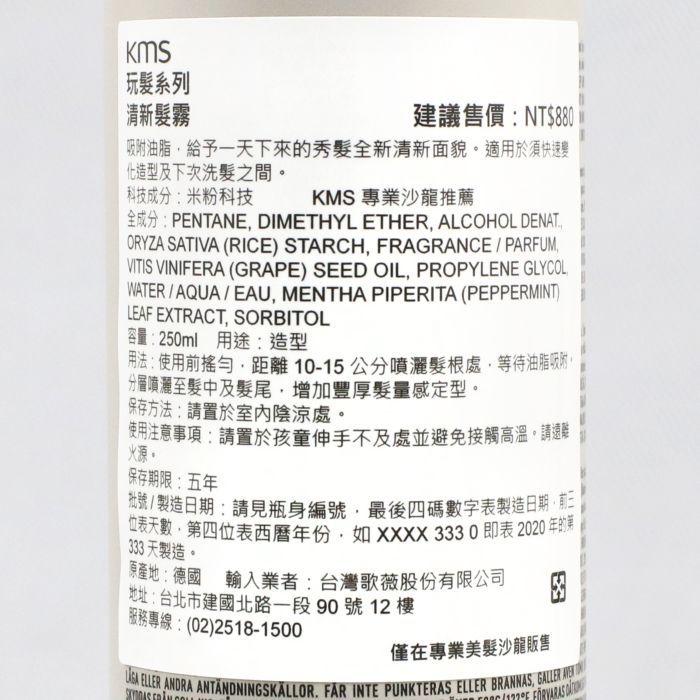 KMS
玩髮系列
清新髮霧 建議售價：NT$880
吸附油脂，給予一天下來的秀髮全新清新面貌。適用於須快速變
化造型及下次洗髮之間。
科技成分：米粉科技 KMS 專業沙龍推薦
全成分：PENTANE, DIMETHYL ETHER, ALCOHOL DENAT.,
ORYZA SATIVA (RICE) STARCH, FRAGRANCE / PARFUM,
VITIS VINIFERA (GRAPE) SEED OIL, PROPYLENE GLYCOL,
WATER / AQUA / EAU, MENTHA PIPERITA (PEPPERMINT)
LEAF EXTRACT, SORBITOL
容量：250ml 用途：造型
用法：使用前搖勻，距離 10-15 公分噴灑髮根處，等待油脂吸附，
分層噴灑至髮中及髮尾，增加豐厚髮量感定型。
保存方法：請置於室內陰涼處。
使用注意事項：請置於孩童伸手不及處並避免接觸高溫。請遠離
火源。
保存期限：五年
批號/製造日期：請見瓶身編號，最後四碼數字表製造日期，前三
位表天數，第四位表西曆年份，如 XXXX 333 0 即表 2020 年的第
333 天製造。
原產地：德國 輸入業者：台灣歌薇股份有限公司
地址：台北市建國北路一段 90 號 12 樓
服務專線：(02)2518-1500
僅在專業美髮沙龍販售
LÅGA ELLER ANDRA ANTÄNDNINGSKÄLLOR. FÅR INTE PUNKTERAS ELLER BRÄNNAS, GÄLLER ÄVEN